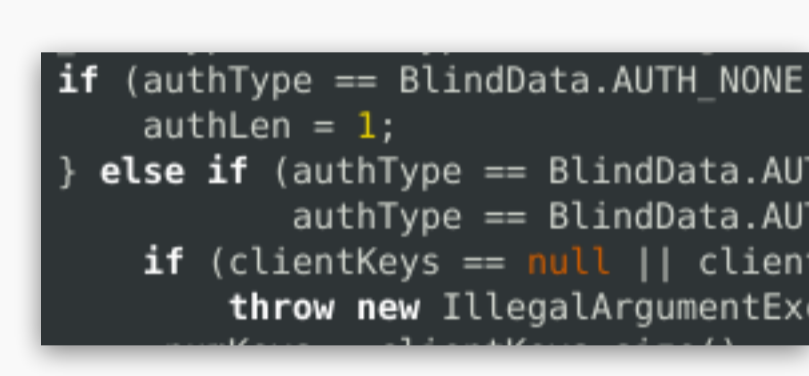 if (authType == BlindData.AUTH_NONE
authLen = 1;
} else if (authType == BlindData.AU
authType == BlindData.AU
if (clientKeys == null || clien
throw new IllegalArgumentEx